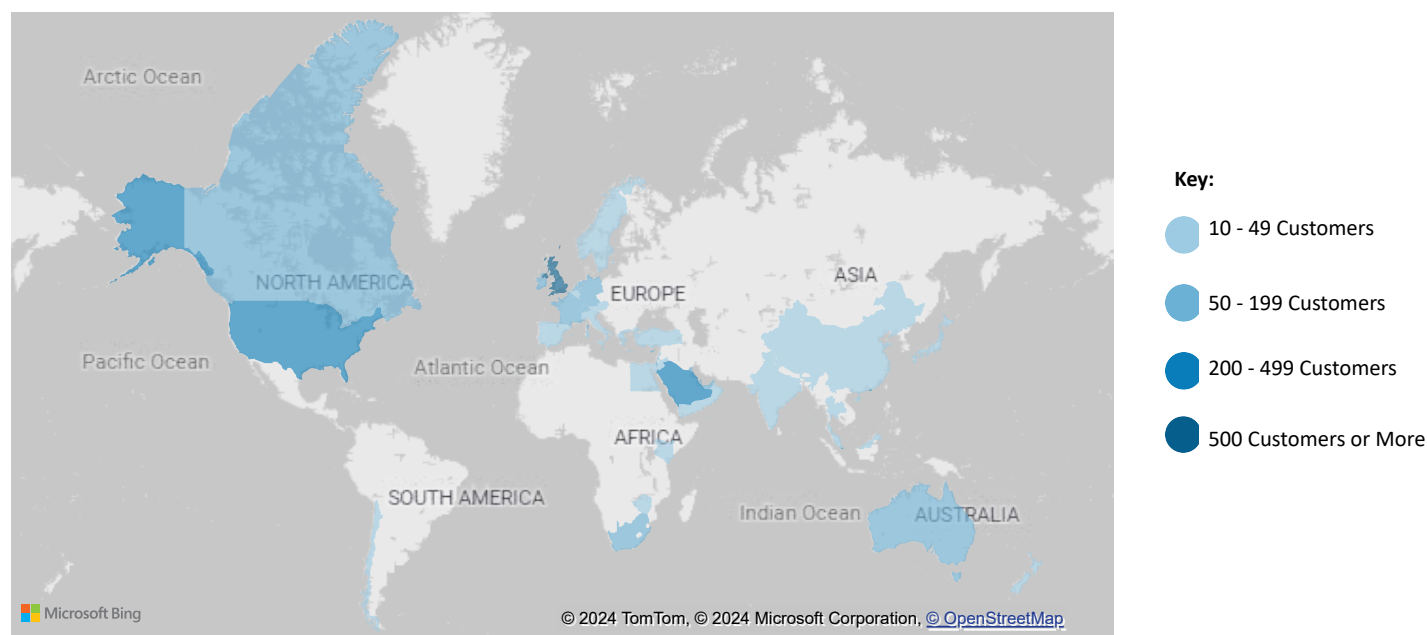 Arctic Ocean
NORTH AMERICA
EUROPE
ASIA
Pacific Ocean
Atlantic Ocean
AFRICA
SOUTH AMERICA
Indian Ocean
AUSTRALIA
Microsoft Bing
© 2024 TomTom, © 2024 Microsoft Corporation, © OpenStreetMap
Key:
10 - 49 Customers
50 - 199 Customers
200 - 499 Customers
500 Customers or More